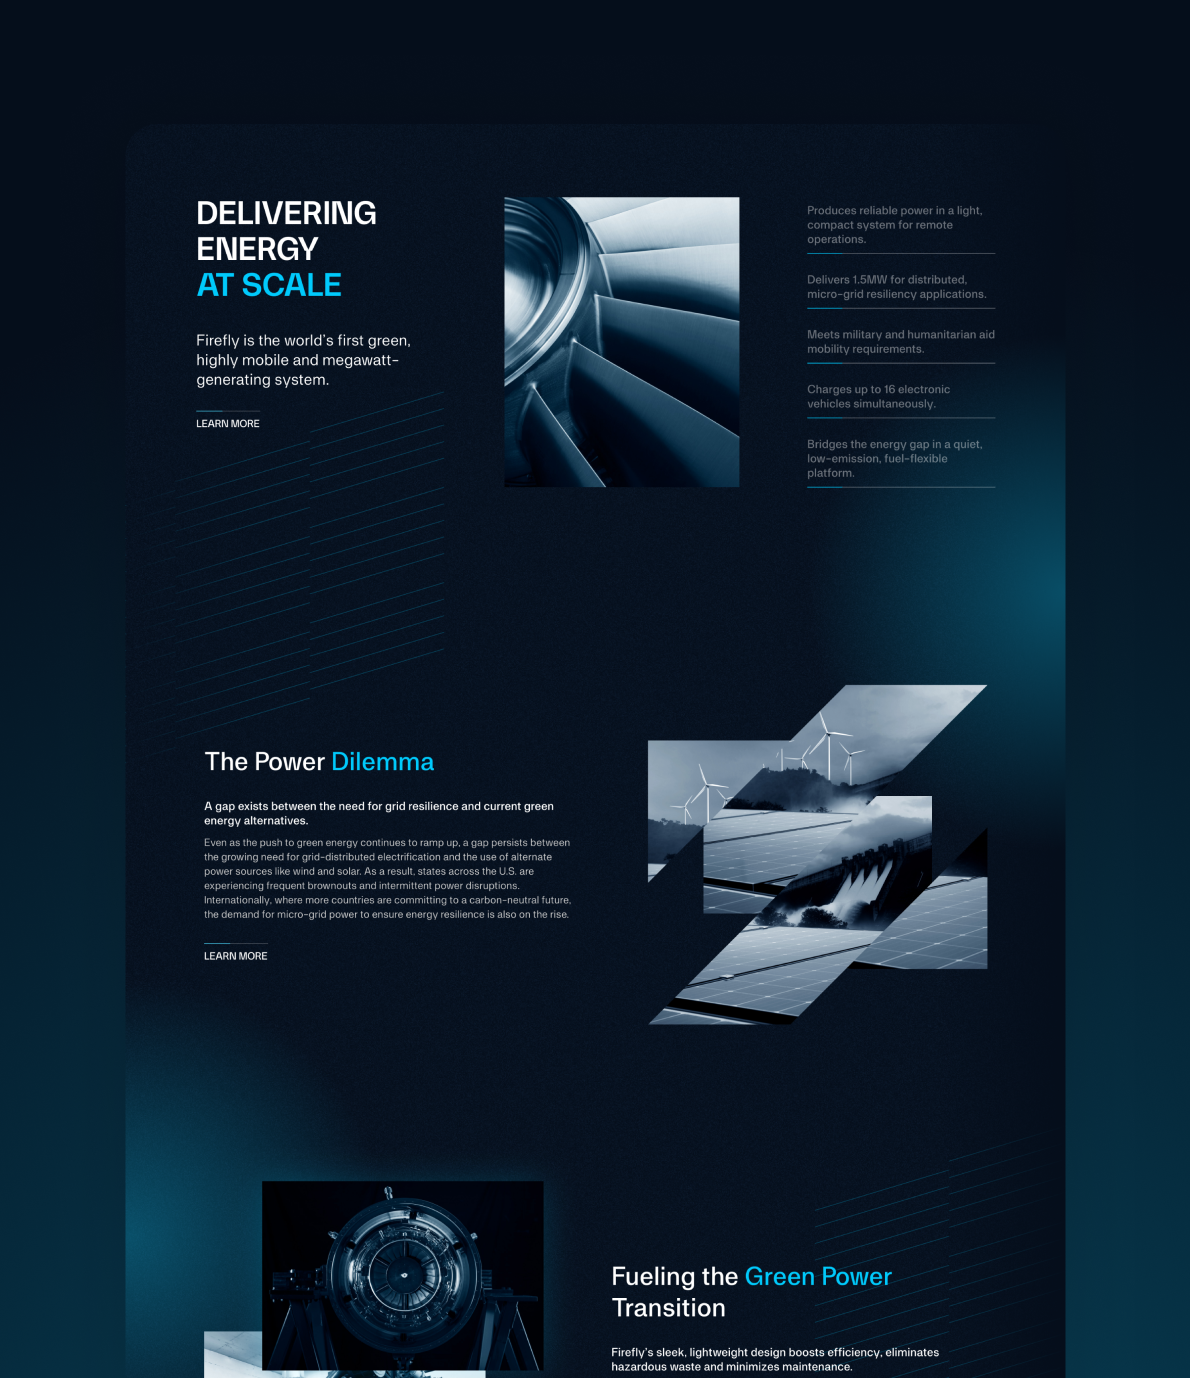 DELIVERING
ENERGY
AT SCALE
Firefly is the world's first green,
highly mobile and megawatt-
generating system.
LEARN MORE
Produces reliable power in a light,
compact system for remote
operations.
Delivers 1.5MW for distributed,
micro-grid resiliency applications.
Meets military and humanitarian aid
mobility requirements.
Charges up to 16 electronic
vehicles simultaneously.
Bridges the energy gap in a quiet,
low-emission, fuel-flexible
platform.
The Power Dilemma
A gap exists between the need for grid resilience and current green
energy alternatives.
Even as the push to green energy continues to ramp up, a gap persists between
the growing need for grid-distributed electrification and the use of alternate
power sources like wind and solar. As a result, states across the U.S. are
experiencing frequent brownouts and intermittent power disruptions.
Internationally, where more countries are committing to a carbon-neutral future,
the demand for micro-grid power to ensure energy resilience is also on the rise.
LEARN MORE
Fueling the Green Power
Transition
Firefly's sleek, lightweight design boosts efficiency, eliminates
hazardous waste and minimizes maintenance.